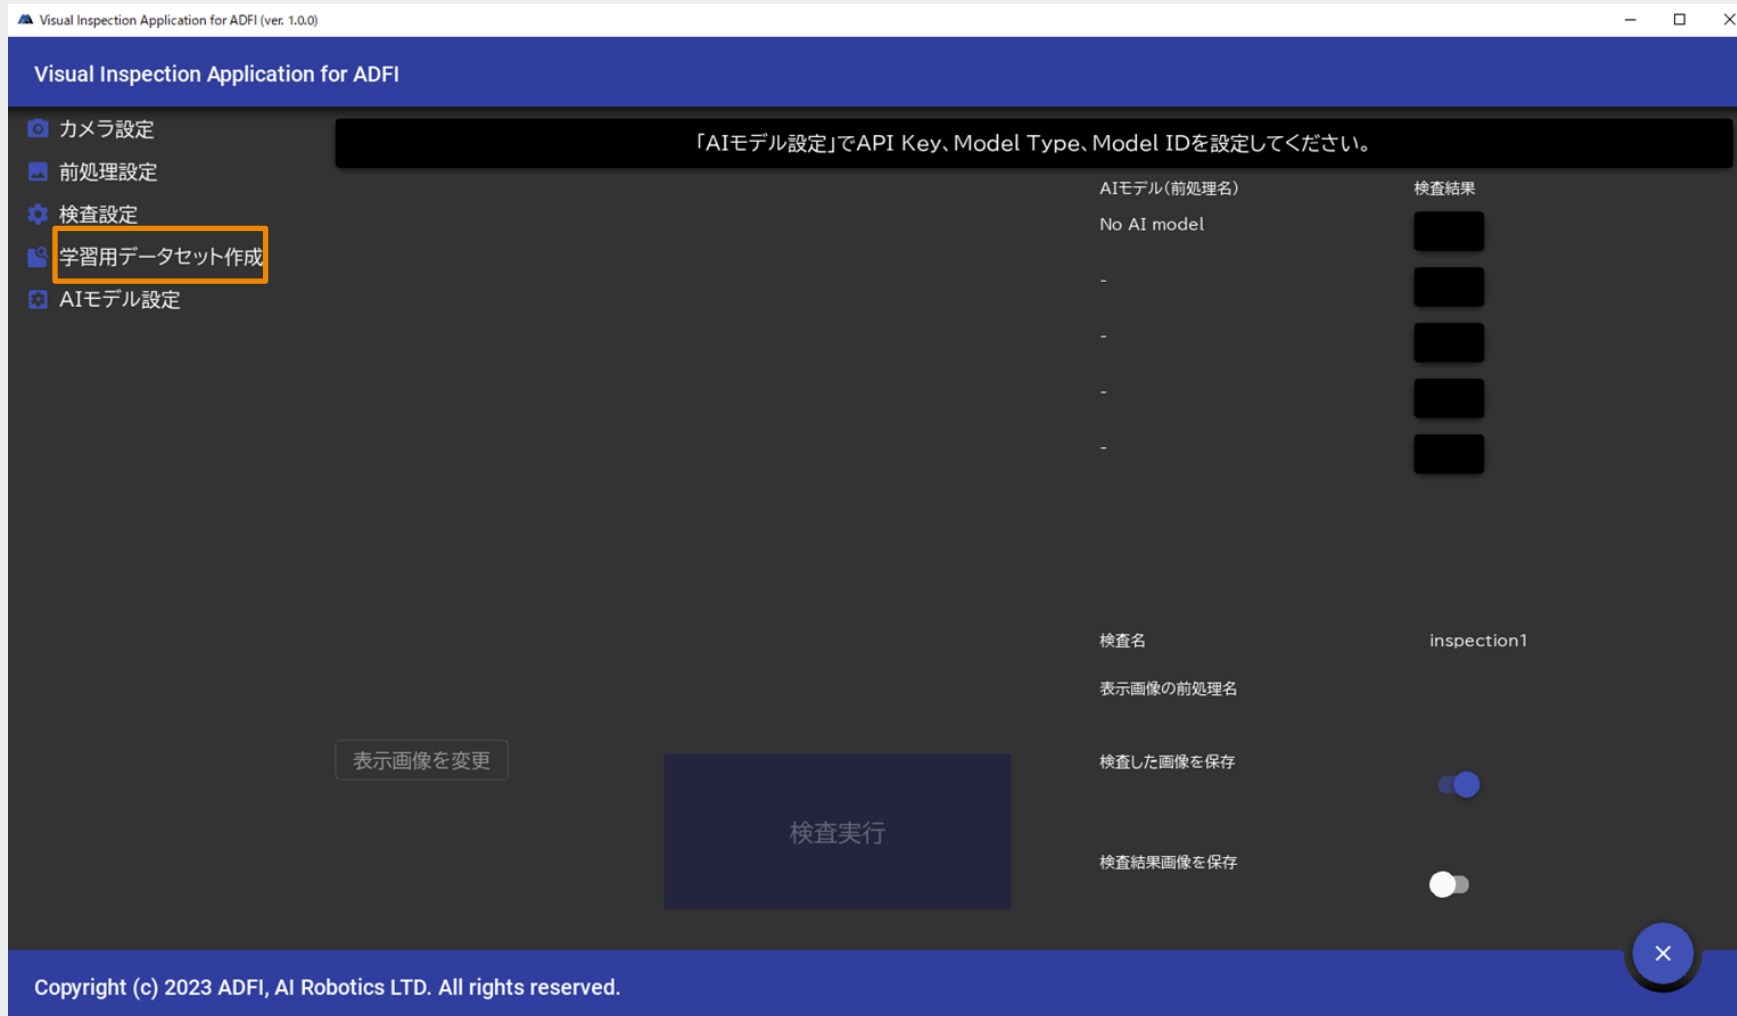 Visual Inspection Application for ADFI (ver. 1.0.0)
Visual Inspection Application for ADFI
カメラ設定
前処理設定
検査設定
学習用データセット作成
AIモデル設定
「AIモデル設定」でAPI Key、Model Type、Model IDを設定してください。
AIモデル(前処理名) 検査結果
No AI model
-
-
-
-
検査名 inspection1
表示画像の前処理名
表示画像を変更
検査した画像を保存
検査実行
検査結果画像を保存
Copyright (c) 2023 ADFI, AI Robotics LTD. All rights reserved.